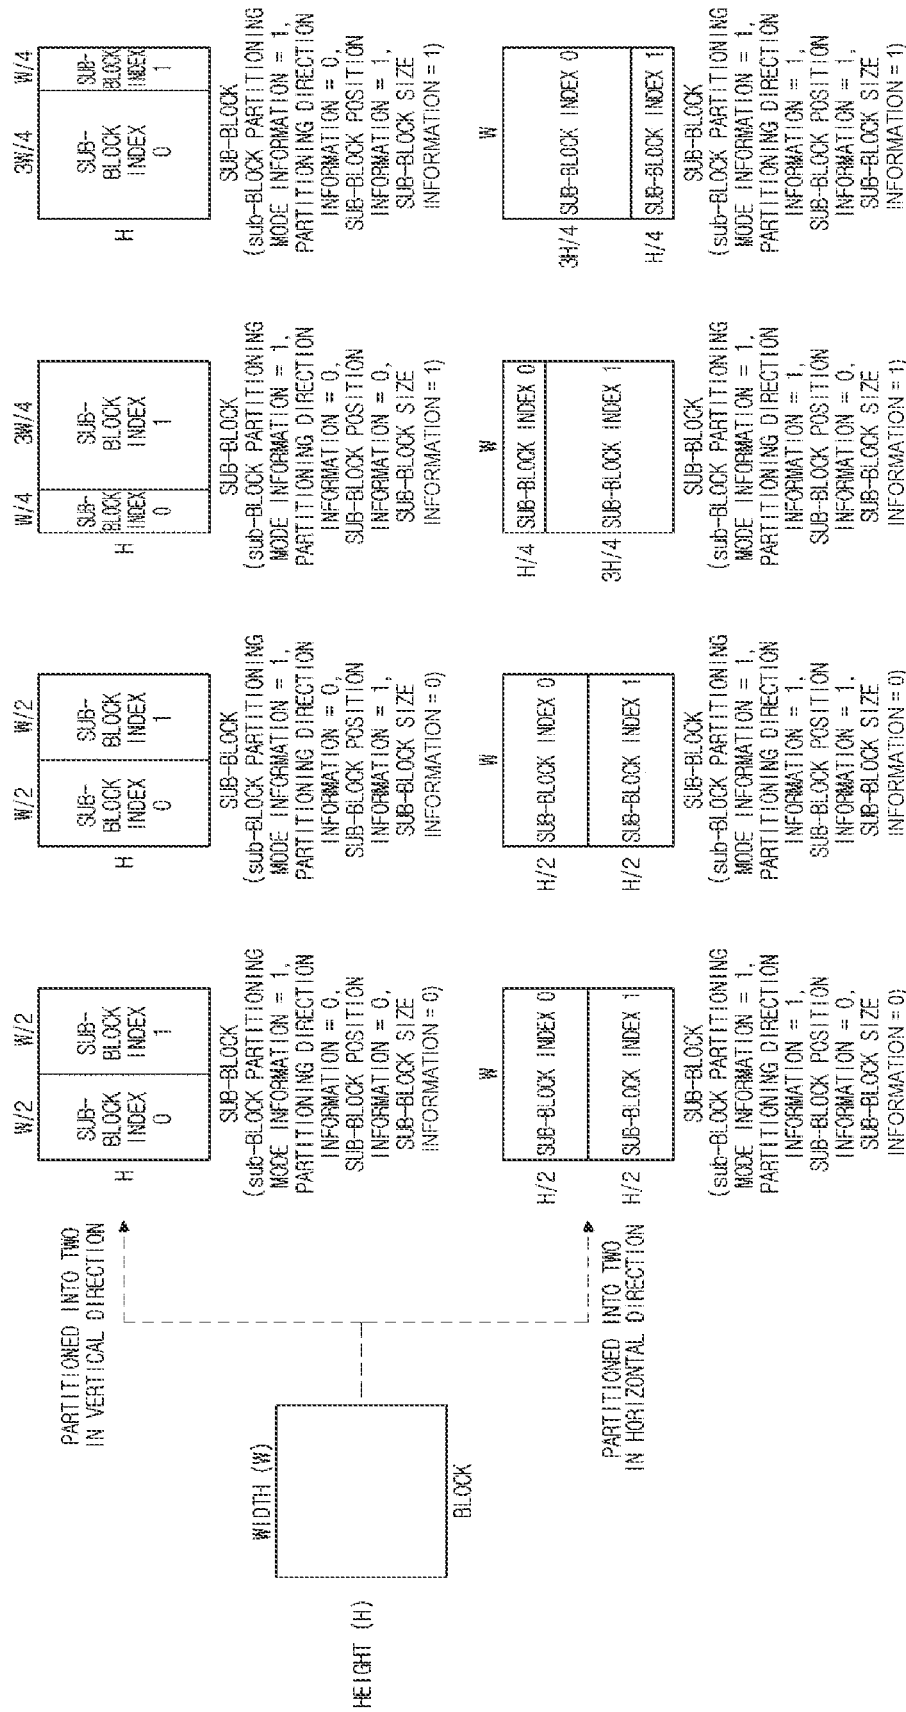 HEIGHT (H)
WIDTH (W)
BLOCK
PARTITIONED INTO TWO
IN VERTICAL DIRECTION
W/2 W/2
H
SUB-
BLOCK
INDEX
0
SUB-
BLOCK
INDEX
1
SUB-BLOCK
(sub-BLOCK PARTITIONING
MODE INFORMATION = 1,
PARTITIONING DIRECTION
INFORMATION = 0,
SUB-BLOCK POSITION
INFORMATION = 0,
SUB-BLOCK SIZE
INFORMATION = 0)
W/2 W/2
H
SUB-
BLOCK
INDEX
0
SUB-
BLOCK
INDEX
1
SUB-BLOCK
(sub-BLOCK PARTITIONING
MODE INFORMATION = 1,
PARTITIONING DIRECTION
INFORMATION = 0,
SUB-BLOCK POSITION
INFORMATION = 1,
SUB-BLOCK SIZE
INFORMATION = 0)
W/4 3W/4
H
SUB-
BLOCK
INDEX
0
SUB-
BLOCK
INDEX
1
SUB-BLOCK
(sub-BLOCK PARTITIONING
MODE INFORMATION = 1,
PARTITIONING DIRECTION
INFORMATION = 0,
SUB-BLOCK POSITION
INFORMATION = 0,
SUB-BLOCK SIZE
INFORMATION = 1)
3W/4 W/4
H
SUB-
BLOCK
INDEX
0
SUB-
BLOCK
INDEX
1
SUB-BLOCK
(sub-BLOCK PARTITIONING
MODE INFORMATION = 1,
PARTITIONING DIRECTION
INFORMATION = 0,
SUB-BLOCK POSITION
INFORMATION = 1,
SUB-BLOCK SIZE
INFORMATION = 1)
PARTITIONED INTO TWO
IN HORIZONTAL DIRECTION
W
H/2 SUB-BLOCK INDEX 0
H/2 SUB-BLOCK INDEX 1
SUB-BLOCK
(sub-BLOCK PARTITIONING
MODE INFORMATION = 1,
PARTITIONING DIRECTION
INFORMATION = 1,
SUB-BLOCK POSITION
INFORMATION = 0,
SUB-BLOCK SIZE
INFORMATION = 0)
W
H/2 SUB-BLOCK INDEX 0
H/2 SUB-BLOCK INDEX 1
SUB-BLOCK
(sub-BLOCK PARTITIONING
MODE INFORMATION = 1,
PARTITIONING DIRECTION
INFORMATION = 1,
SUB-BLOCK POSITION
INFORMATION = 1,
SUB-BLOCK SIZE
INFORMATION = 0)
W
H/4 SUB-BLOCK INDEX 0
3H/4 SUB-BLOCK INDEX 1
SUB-BLOCK
(sub-BLOCK PARTITIONING
MODE INFORMATION = 1,
PARTITIONING DIRECTION
INFORMATION = 1,
SUB-BLOCK POSITION
INFORMATION = 0,
SUB-BLOCK SIZE
INFORMATION = 1)
W
3H/4 SUB-BLOCK INDEX 0
H/4 SUB-BLOCK INDEX 1
SUB-BLOCK
(sub-BLOCK PARTITIONING
MODE INFORMATION = 1,
PARTITIONING DIRECTION
INFORMATION = 1,
SUB-BLOCK POSITION
INFORMATION = 1,
SUB-BLOCK SIZE
INFORMATION = 1)